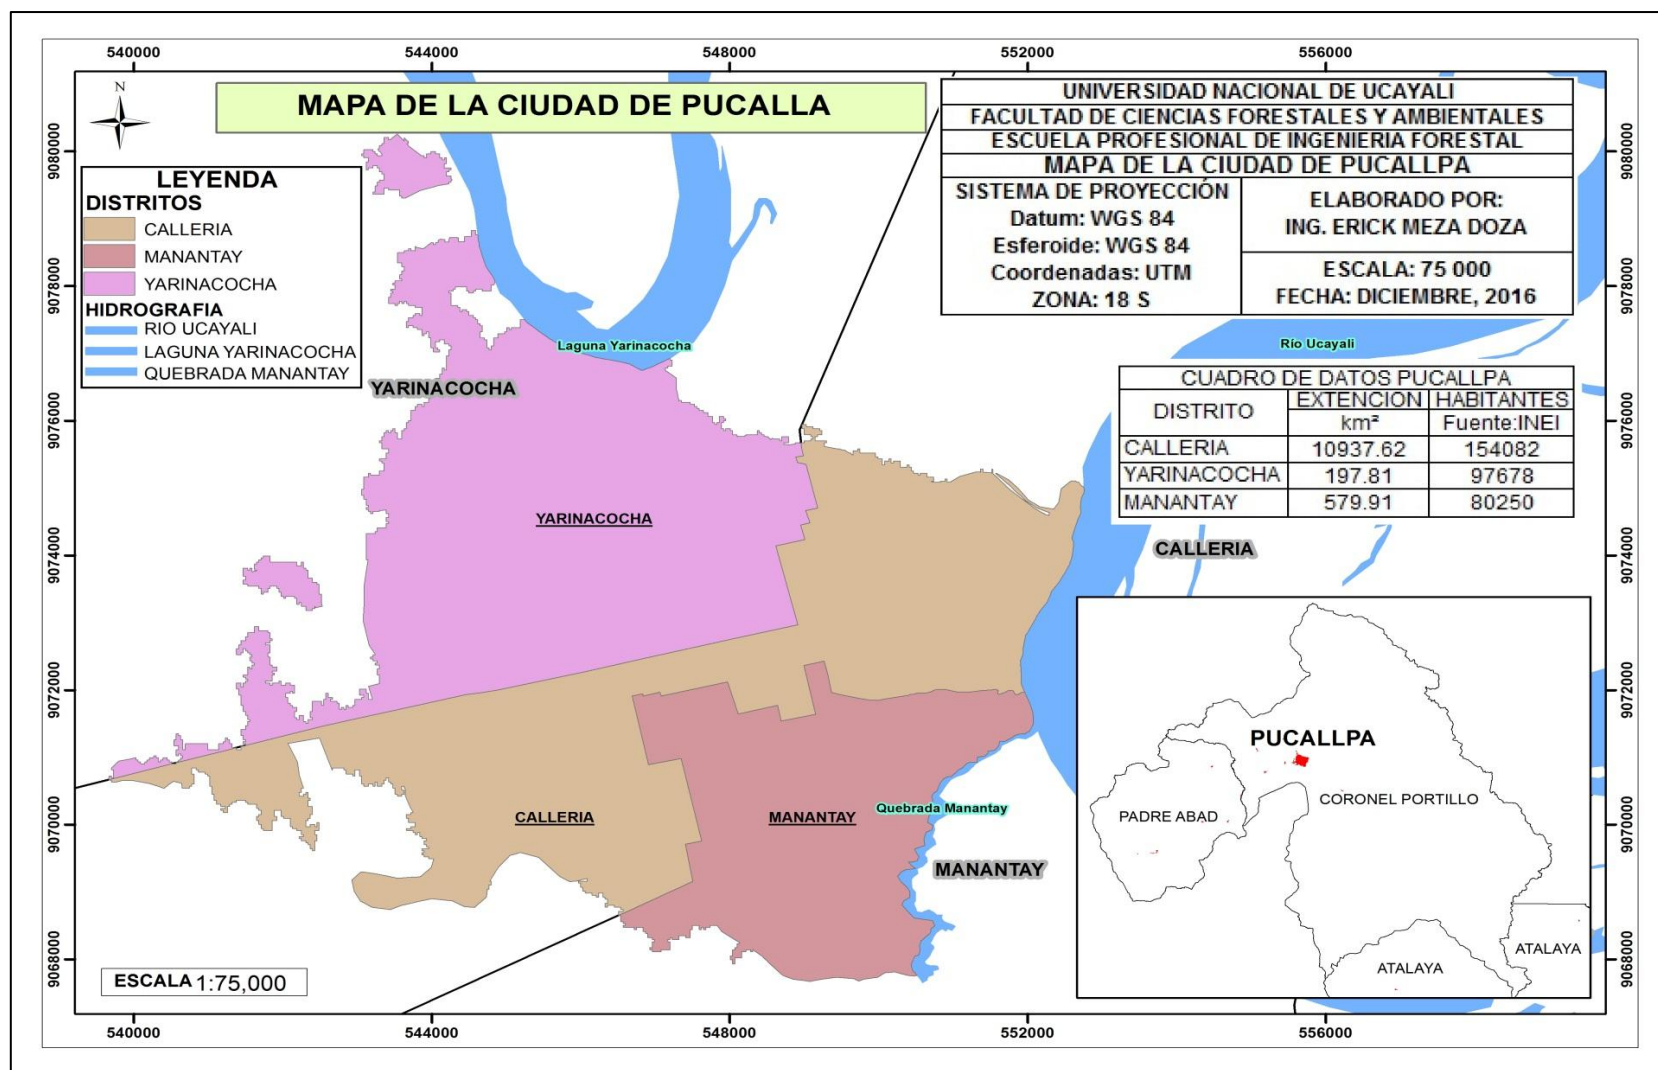 540000 544000 548000 552000 556000
N
MAPA DE LA CIUDAD DE PUCALLA
UNIVERSIDAD NACIONAL DE UCAYALI
FACULTAD DE CIENCIAS FORESTALES Y AMBIENTALES
ESCUELA PROFESIONAL DE INGENIERIA FORESTAL
MAPA DE LA CIUDAD DE PUCALLPA
SISTEMA DE PROYECCIÓN
Datum: WGS 84
Esferoide: WGS 84
Coordenadas: UTM
ZONA: 18 S
ELABORADO POR:
ING. ERICK MEZA DOZA
ESCALA: 75 000
FECHA: DICIEMBRE, 2016
LEYENDA
DISTRITOS
CALLERIA
MANANTAY
YARINACOCHA
HIDROGRAFIA
RIO UCAYALI
LAGUNA YARINACOCHA
QUEBRADA MANANTAY
Laguna Yarinacocha
Río Ucayali
YARINACOCHA
CUADRO DE DATOS PUCALLPA
DISTRITO EXTENCION HABITANTES
km² Fuente:INEI
CALLERIA 10937.62 154082
YARINACOCHA 197.81 97678
MANANTAY 579.91 80250
YARINACOCHA
CALLERIA
CALLERIA
MANANTAY
Quebrada Manantay
MANANTAY
PUCALLPA
CORONEL PORTILLO
PADRE ABAD
ATALAYA
ATALAYA
ESCALA 1:75,000
9080000
9078000
9076000
9074000
9072000
9070000
9068000
9080000
9078000
9076000
9074000
9072000
9070000
9068000
540000 544000 548000 552000 556000